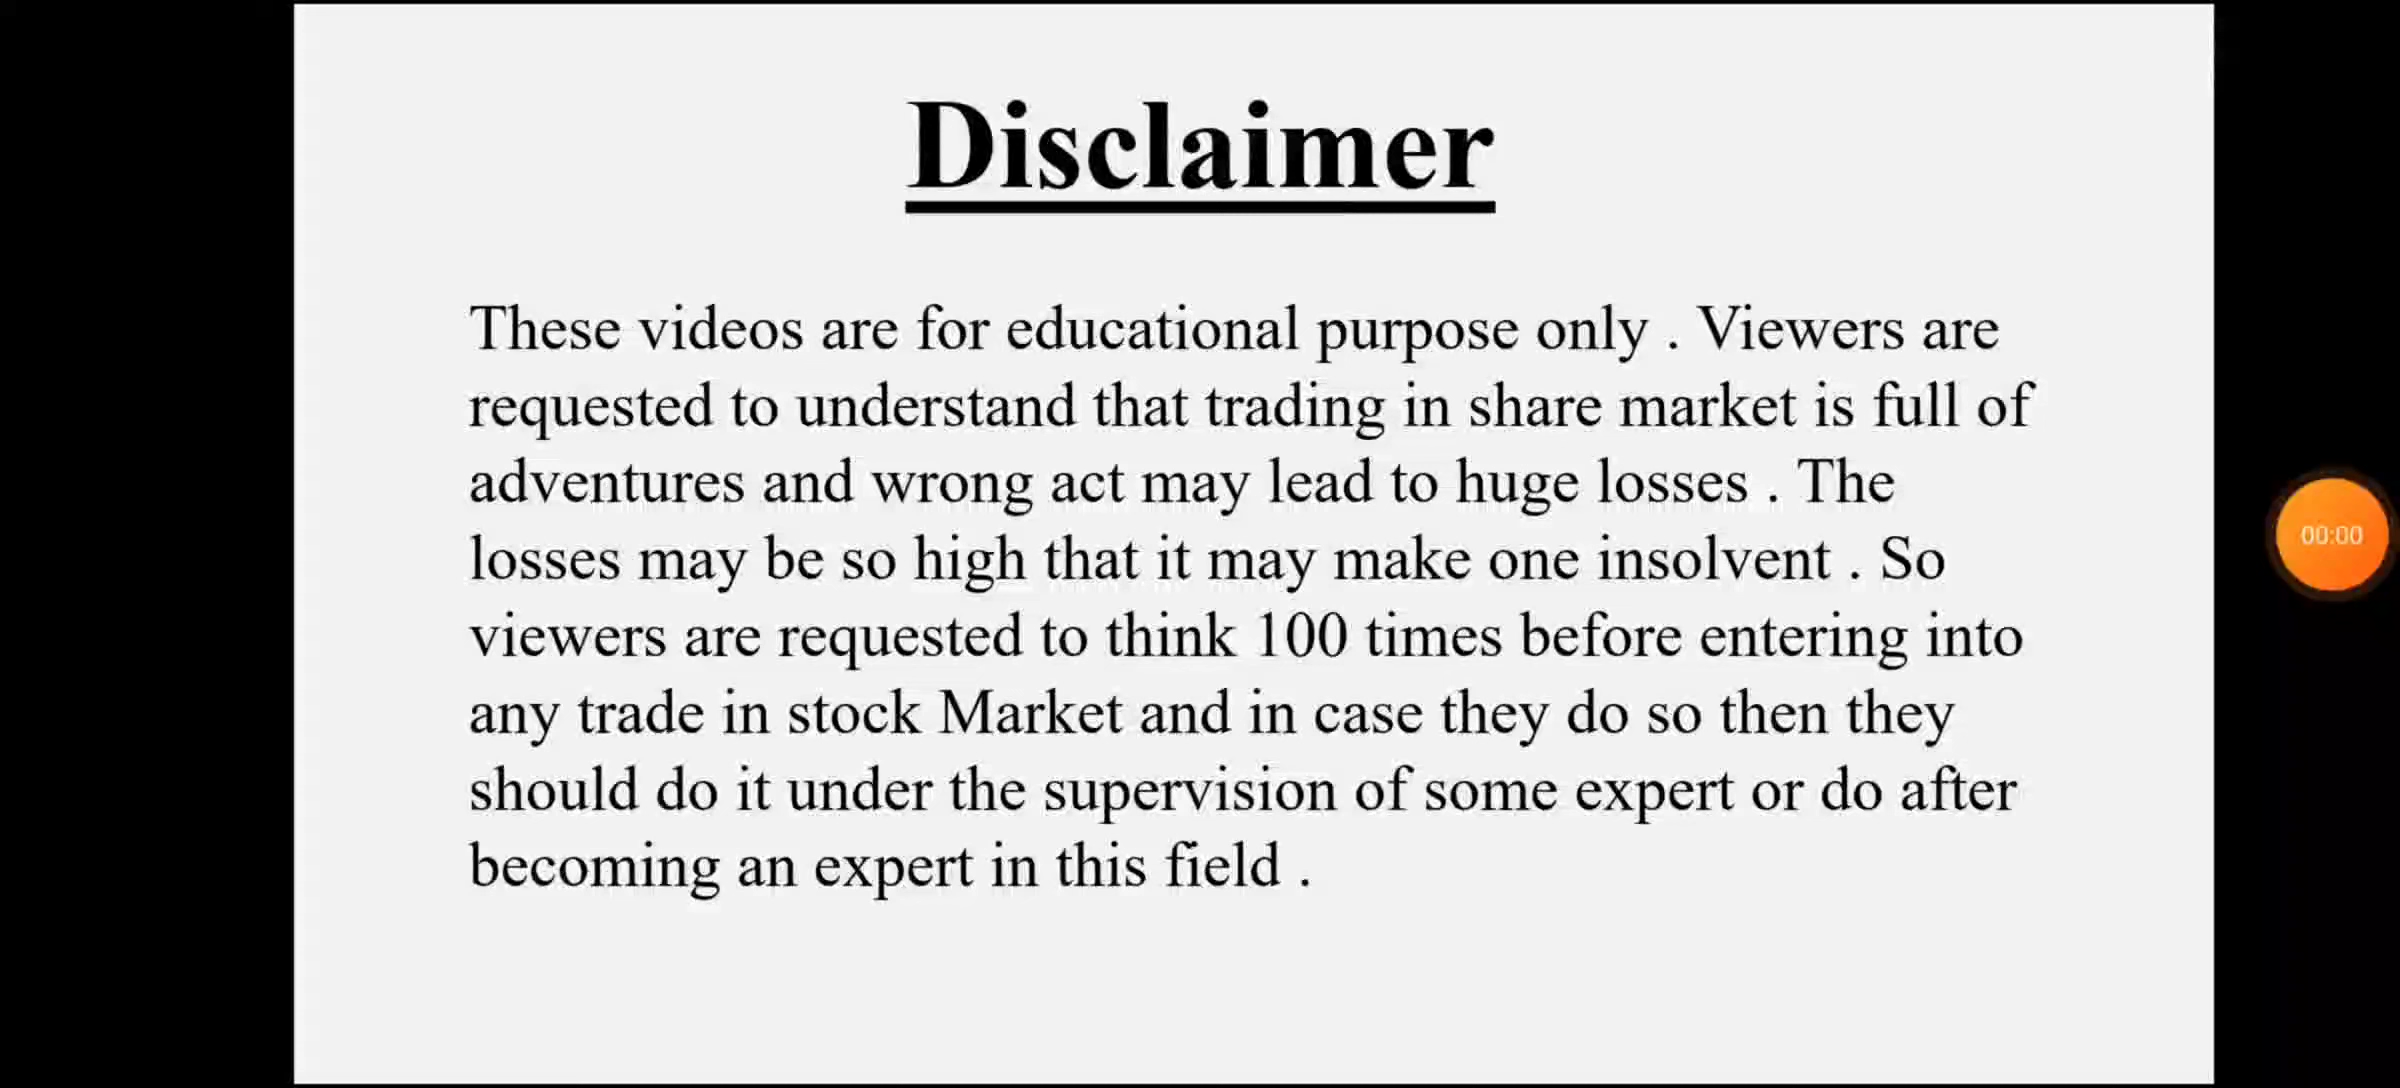 Disclaimer
These videos are for educational purpose only . Viewers are
requested to understand that trading in share market is full of
adventures and wrong act may lead to huge losses . The
losses may be so high that it may make one insolvent . So
viewers are requested to think 100 times before entering into
any trade in stock Market and in case they do so then they
should do it under the supervision of some expert or do after
becoming an expert in this field .
00:00